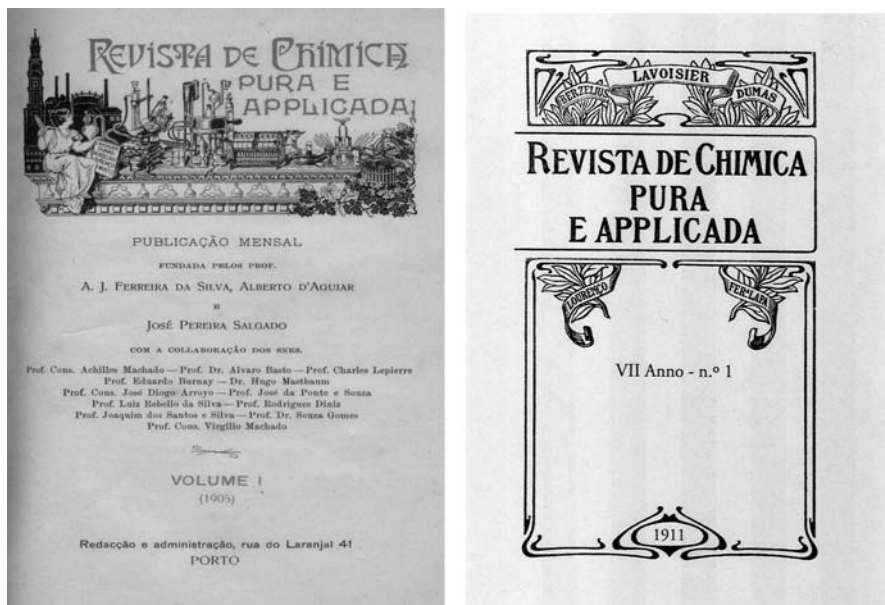 REVISTA DE CHIMICA
PURA E
APPLICADA
PUBLICAÇÃO MENSAL
FUNDADA PELOS PROF.
A. J. FERREIRA DA SILVA, ALBERTO D'AGUIAR
E
JOSÉ PEREIRA SALGADO
COM A COLLABORAÇÃO DOS SNRS.
Prof. Cons. Achilles Machado — Prof. Dr. Alvaro Basto — Prof. Charles Lepierre
Prof. Eduardo Burnay — Dr. Hugo Mastbaum
Prof. Cons. José Diogo Arroyo — Prof. José da Ponte e Souza
Prof. Luiz Rebello da Silva — Prof. Rodrigues Diniz
Prof. Joaquim dos Santos e Silva — Prof. Dr. Souza Gomes
Prof. Cons. Virgilio Machado
VOLUME I
(1905)
Redacção e administração, rua do Laranjal 41
PORTO
BERZELIUS LAVOISIER DUMAS
REVISTA DE CHIMICA
PURA
E APPLICADA
LOURENÇO FERRA LAPA
VII Anno - n.º 1
1911